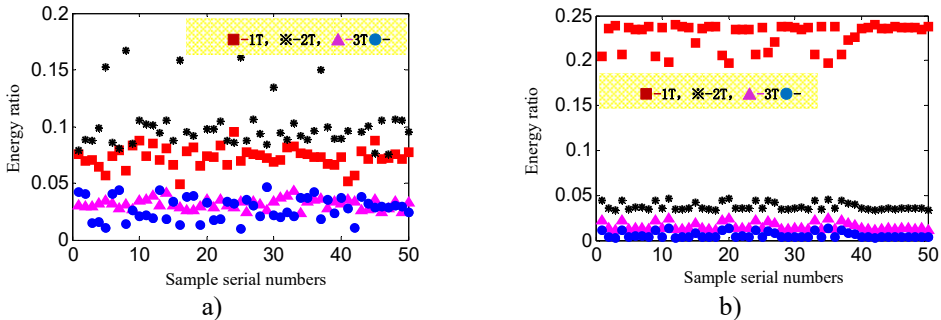 0.2
0.15
0.1
0.05
0
Energy ratio
■-1T, ※-2T, ▲-3T●-
0 10 20 30 40 50
Sample serial numbers
a)
0.25
0.2
0.15
0.1
0.05
0
Energy ratio
■-1T, ※-2T, ▲-3T●-
0 10 20 30 40 50
Sample serial numbers
b)